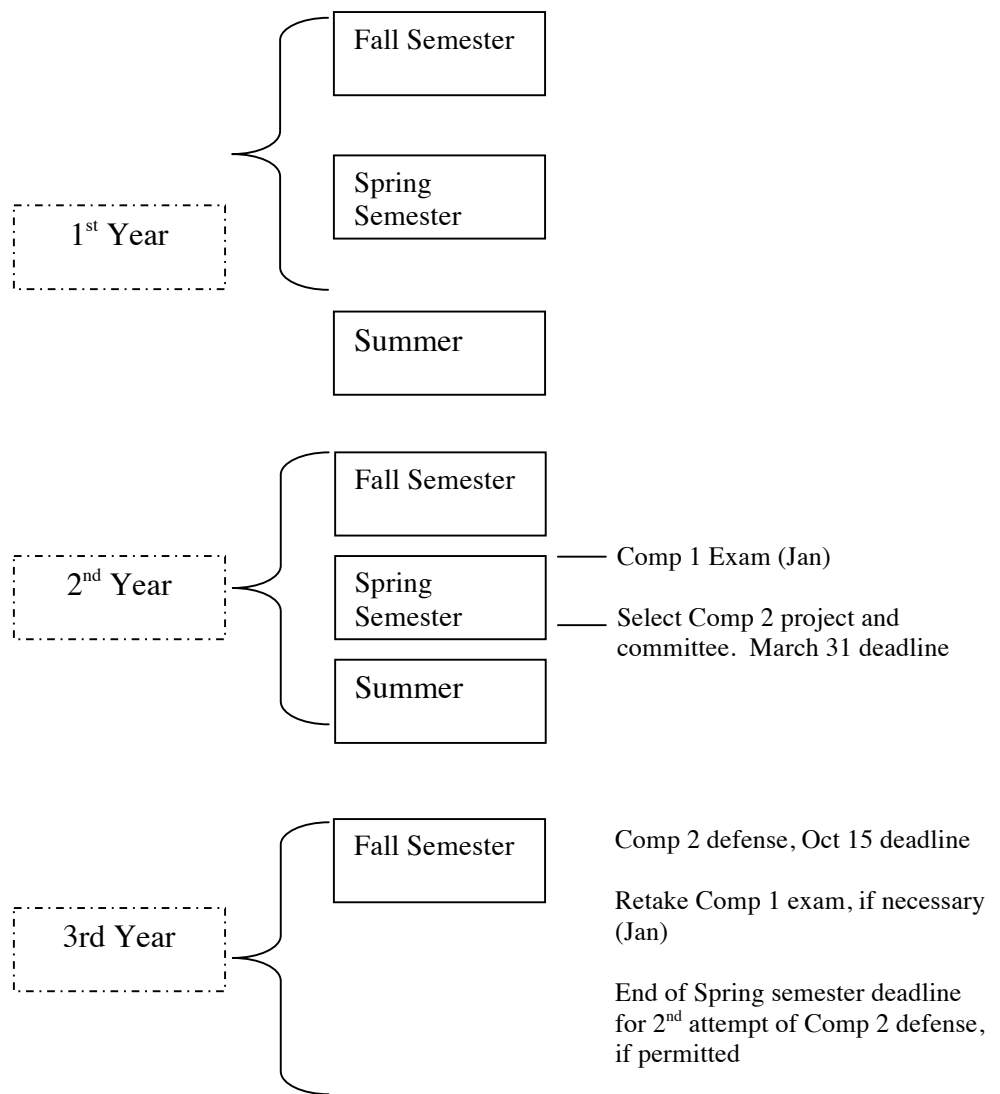 Fall Semester
Spring
Semester
1st Year
Summer
Fall Semester
2nd Year
Spring
Semester
Comp 1 Exam (Jan)
Select Comp 2 project and
committee.  March 31 deadline
Summer
Fall Semester
Comp 2 defense, Oct 15 deadline
Retake Comp 1 exam, if necessary
(Jan)
3rd Year
End of Spring semester deadline
for 2nd attempt of Comp 2 defense,
if permitted